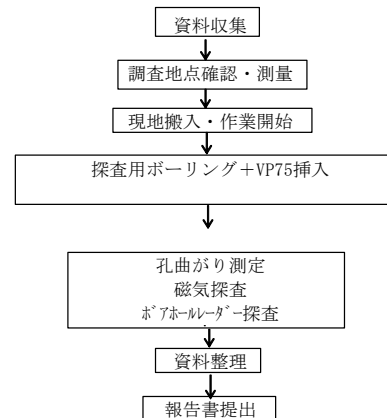 資料収集
調査地点確認・測量
現地搬入・作業開始
探査用ボーリング＋VP75挿入
孔曲がり測定
磁気探査
ﾎﾞｱﾎｰﾙﾚｰﾀﾞｰ探査
資料整理
報告書提出